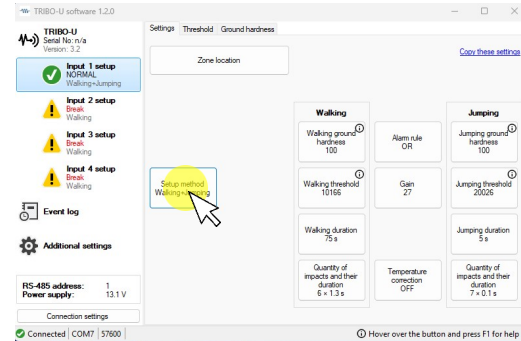 TRIBO-U software 1.2.0
TRIBO-U
Serial No: n/a
Version: 3.2
Input 1 setup
NORMAL
Walking+Jumping
Input 2 setup
Break
Walking
Input 3 setup
Break
Walking
Input 4 setup
Break
Walking
Event log
Additional settings
RS-485 address: 1
Power supply: 13.1 V
Connection settings
Settings Threshold Ground hardness
Zone location
Copy these settings
Setup method
Walking+Jumping
Walking
Walking ground
hardness
100
Walking threshold
10166
Walking duration
75 s
Quantity of
impacts and their
duration
6 × 1.3 s
Alarm rule
OR
Gain
27
Temperature
correction
OFF
Jumping
Jumping ground
hardness
100
Jumping threshold
20026
Jumping duration
5 s
Quantity of
impacts and their
duration
7 × 0.1 s
Connected COM7 57600
Hover over the button and press F1 for help